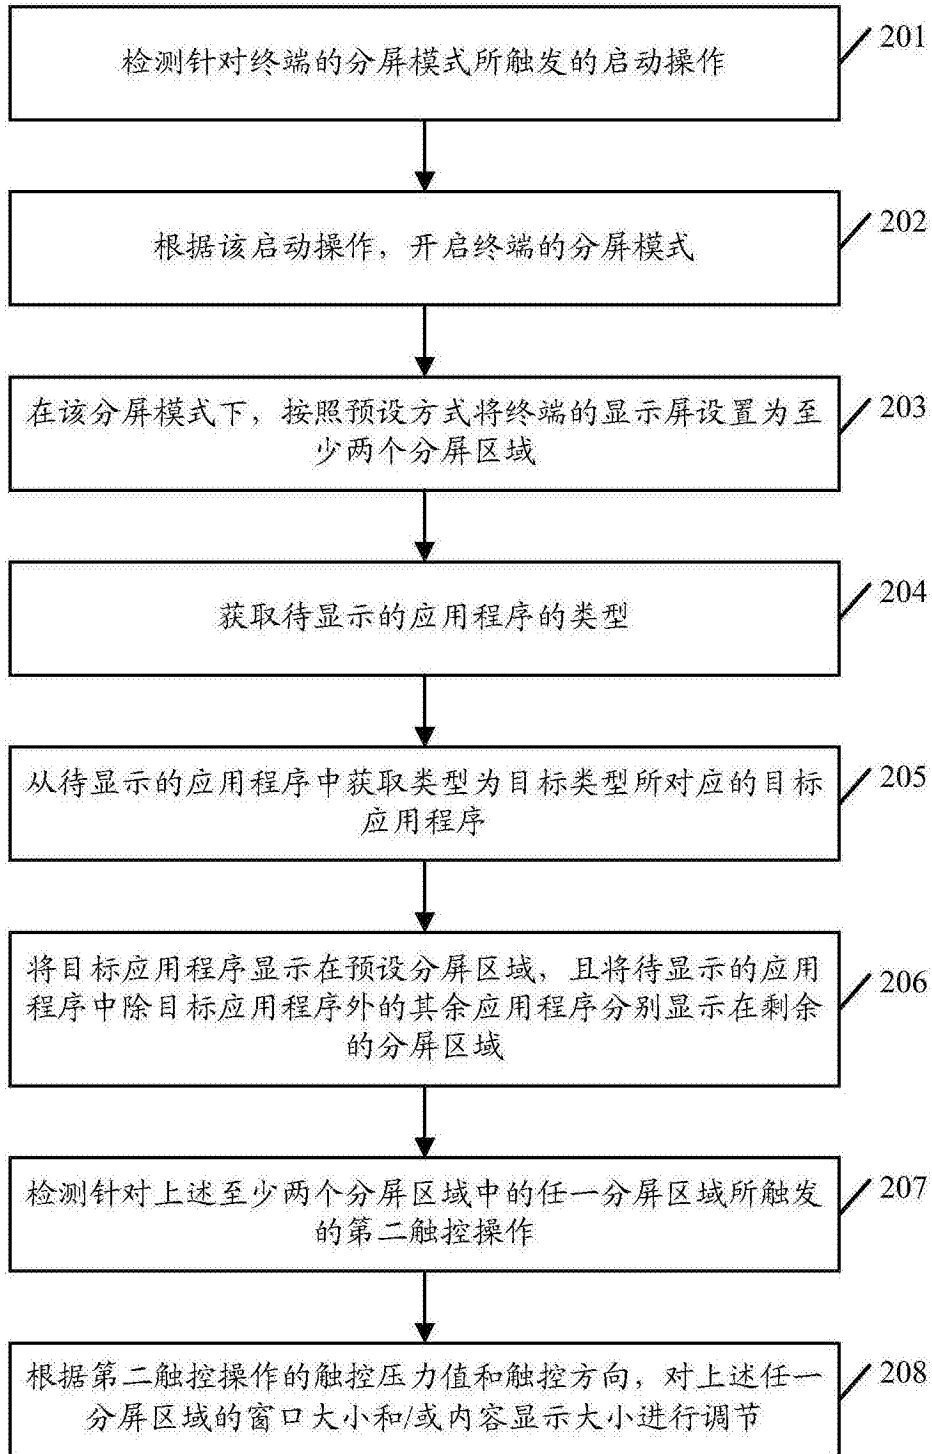 检测针对终端的分屏模式所触发的启动操作
201
根据该启动操作，开启终端的分屏模式
202
在该分屏模式下，按照预设方式将终端的显示屏设置为至
少两个分屏区域
203
获取待显示的应用程序的类型
204
从待显示的应用程序中获取类型为目标类型所对应的目标
应用程序
205
将目标应用程序显示在预设分屏区域，且将待显示的应用
程序中除目标应用程序外的其余应用程序分别显示在剩余
的分屏区域
206
检测针对上述至少两个分屏区域中的任一分屏区域所触发
的第二触控操作
207
根据第二触控操作的触控压力值和触控方向，对上述任一
分屏区域的窗口大小和/或内容显示大小进行调节
208